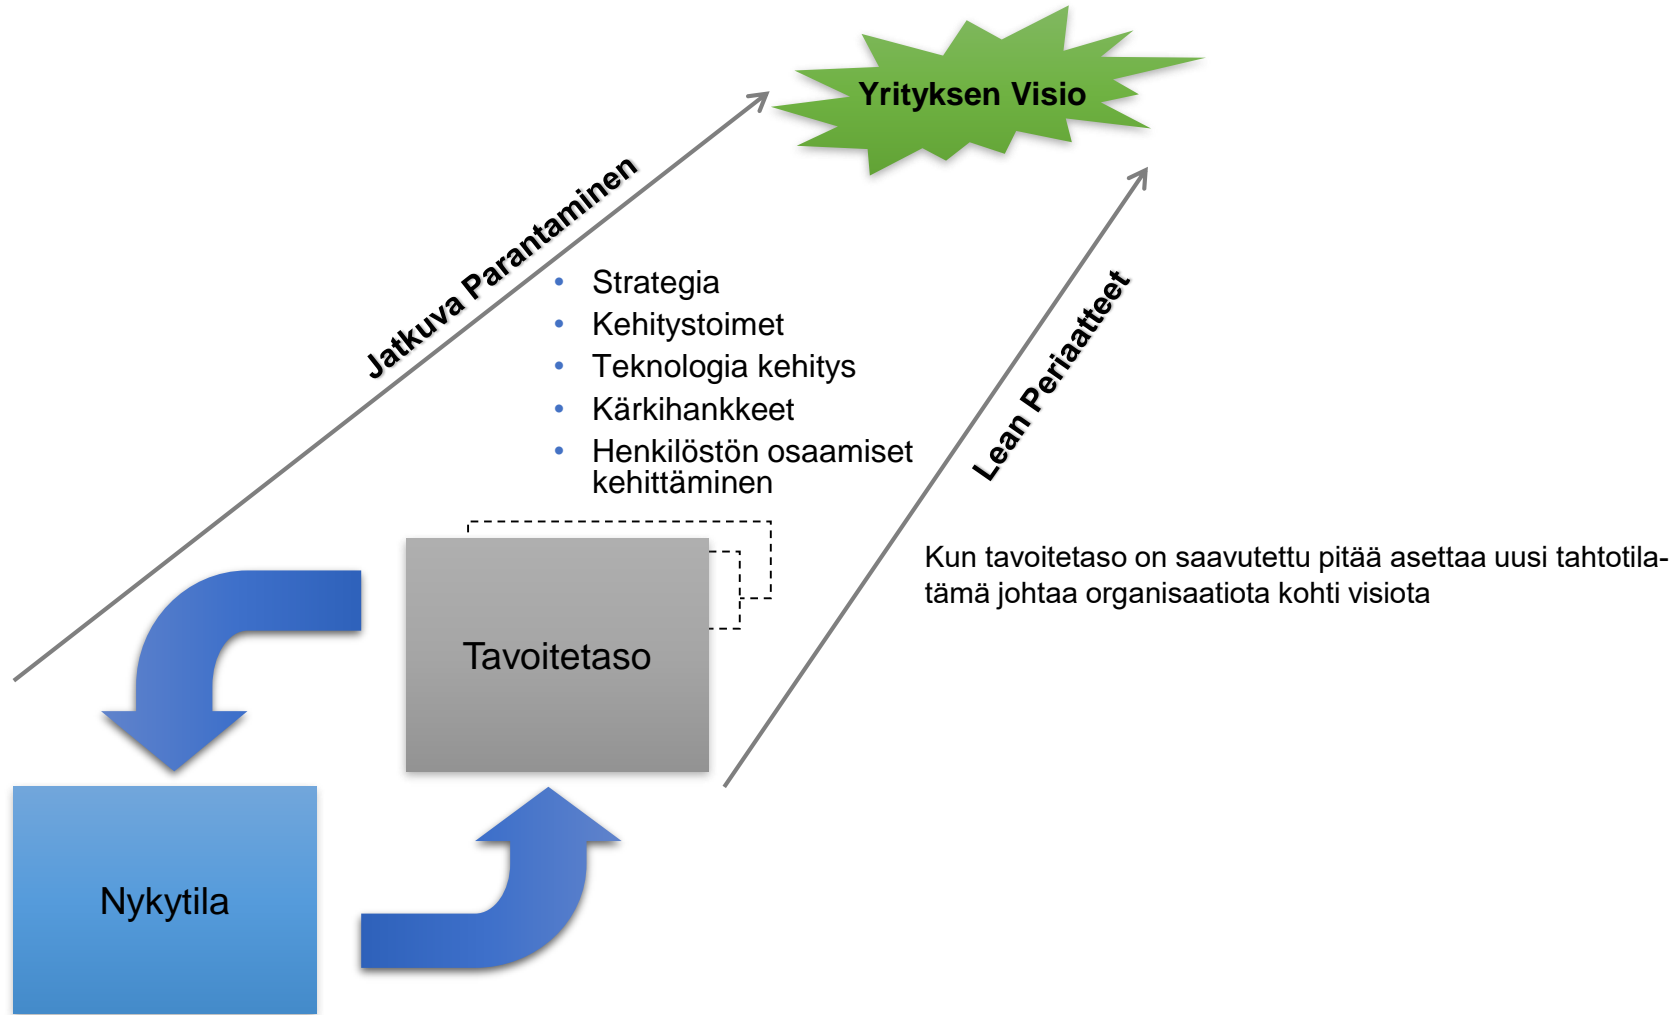 Yrityksen Visio
Jatkuva Parantaminen
• Strategia
• Kehitystoimet
• Teknologia kehitys
• Kärkihankkeet
• Henkilöstön osaamiset
kehittäminen
Lean Periaatteet
Kun tavoitetaso on saavutettu pitää asettaa uusi tahtotila-
tämä johtaa organisaatiota kohti visiota
Tavoitetaso
Nykytila